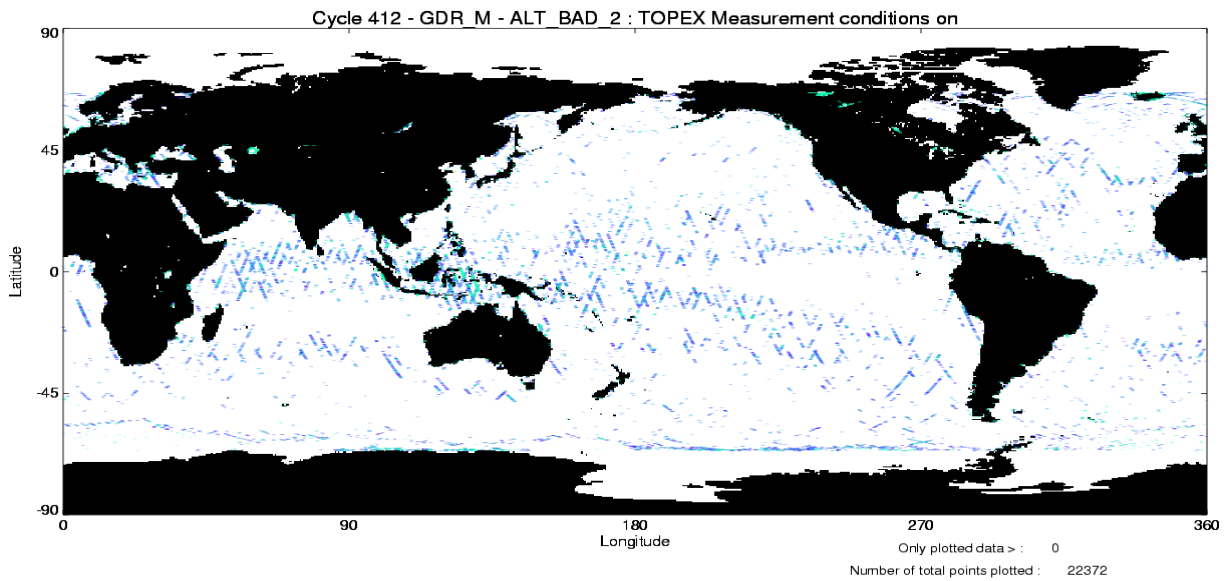 Cycle 412 - GDR_M - ALT_BAD_2 : TOPEX Measurement conditions on
90
45
0
-45
-90
Latitude
0 90 180 270 360
Longitude
Only plotted data > : 0
Number of total points plotted : 22372